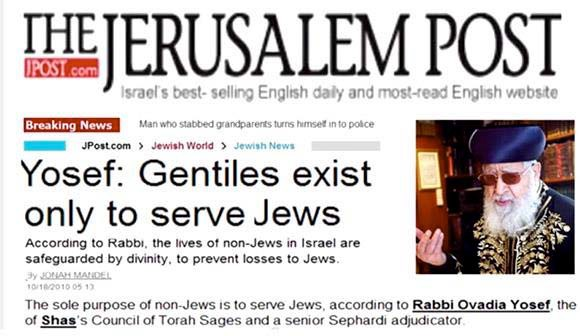 THE JERUSALEM POST
JPOST.com
Israel's best- selling English daily and most-read English website
Breaking News Man who stabbed grandparents turns himself in to police
JPost.com > Jewish World > Jewish News
Yosef: Gentiles exist
only to serve Jews
According to Rabbi, the lives of non-Jews in Israel are
safeguarded by divinity, to prevent losses to Jews.
By JONAH MANDEL
10/18/2010 05:13
The sole purpose of non-Jews is to serve Jews, according to Rabbi Ovadia Yosef, the
of Shas's Council of Torah Sages and a senior Sephardi adjudicator.